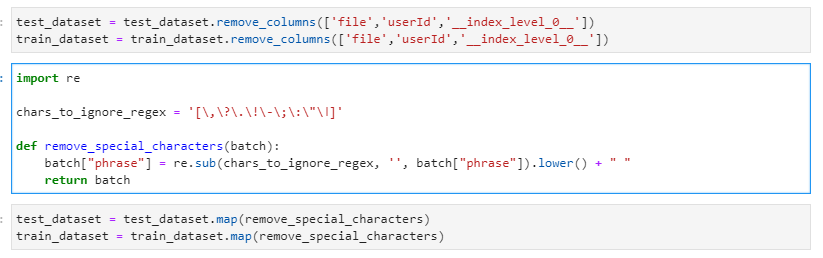 test_dataset = test_dataset.remove_columns(['file','userId','__index_level_0__'])
train_dataset = train_dataset.remove_columns(['file','userId','__index_level_0__'])
import re
chars_to_ignore_regex = '[\,\?\.\!\-\;\:\"\|]'
def remove_special_characters(batch):
    batch["phrase"] = re.sub(chars_to_ignore_regex, '', batch["phrase"]).lower() + " "
    return batch
test_dataset = test_dataset.map(remove_special_characters)
train_dataset = train_dataset.map(remove_special_characters)